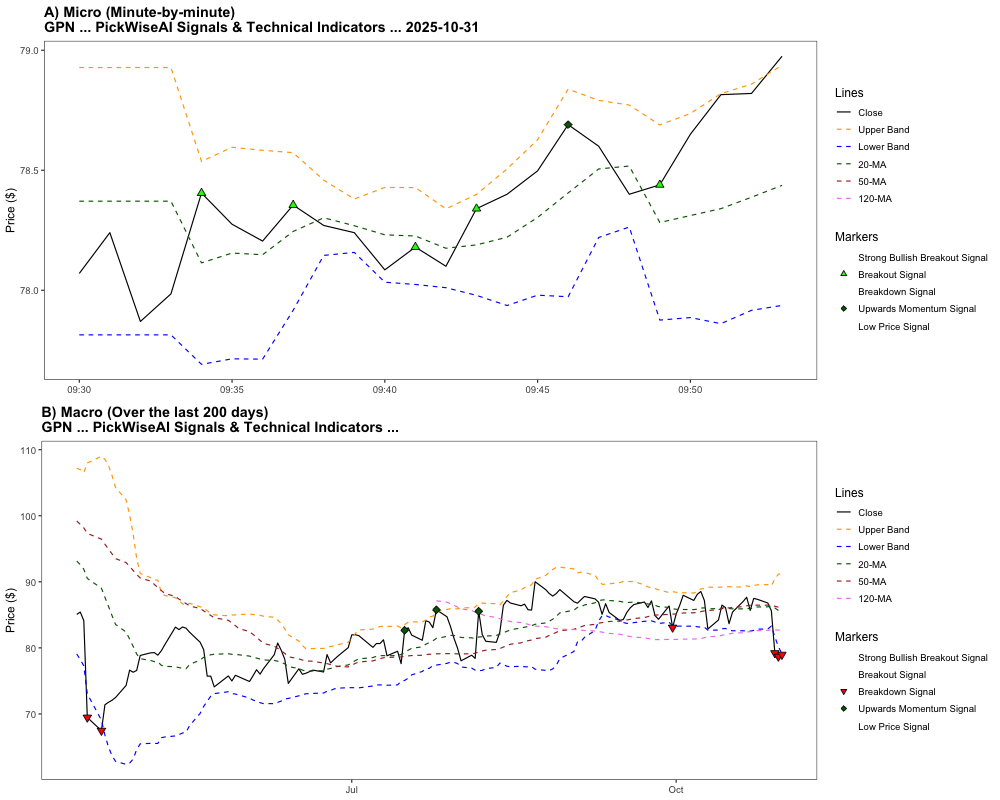 A) Micro (Minute-by-minute)
GPN ... PickWiseAI Signals & Technical Indicators ... 2025-10-31
Price ($)
79.0
78.5
78.0
09:30
09:35
09:40
09:45
09:50
Lines
Close
Upper Band
Lower Band
20-MA
50-MA
120-MA
Markers
Strong Bullish Breakout Signal
Breakout Signal
Breakdown Signal
Upwards Momentum Signal
Low Price Signal
B) Macro (Over the last 200 days)
GPN ... PickWiseAI Signals & Technical Indicators ...
Price ($)
110
100
90
80
70
Jul
Oct
Lines
Close
Upper Band
Lower Band
20-MA
50-MA
120-MA
Markers
Strong Bullish Breakout Signal
Breakout Signal
Breakdown Signal
Upwards Momentum Signal
Low Price Signal